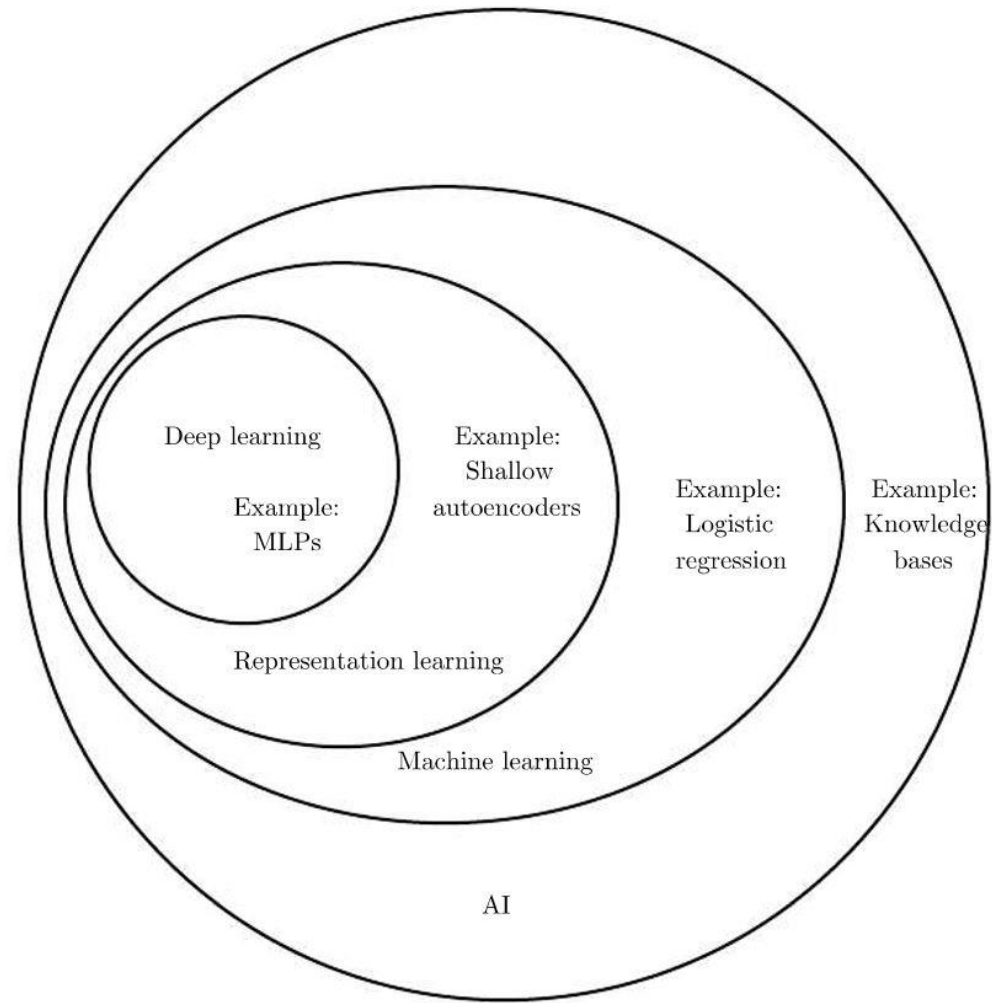 Deep learning
Example:
MLPs
Example:
Shallow
autoencoders
Example:
Logistic
regression
Example:
Knowledge
bases
Representation learning
Machine learning
AI